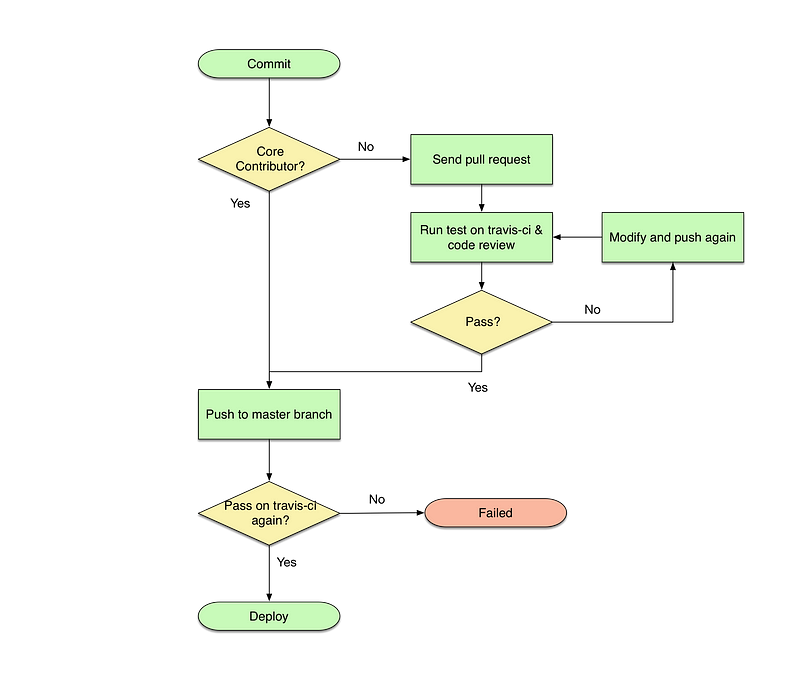 Commit
Core
Contributor?
No
Send pull request
Yes
Run test on travis-ci &
code review
Modify and push again
Pass?
No
Yes
Push to master branch
Pass on travis-ci
again?
No
Failed
Yes
Deploy